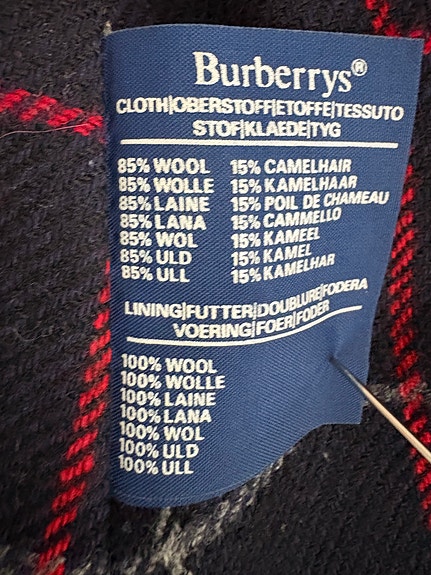 Burberrys®
CLOTH|OBERSTOFF|ETOFFE|TESSUTO
STOF|KLAEDE|TYG
85% WOOL 15% CAMELHAIR
85% WOLLE 15% KAMELHAAR
85% LAINE 15% POIL DE CHAMEAU
85% LANA 15% CAMMELLO
85% WOL 15% KAMEEL
85% ULD 15% KAMEL
85% ULL 15% KAMELHAR
LINING|FUTTER|DOUBLURE|FODERA
VOERING|FOER|FODER
100% WOOL
100% WOLLE
100% LAINE
100% LANA
100% WOL
100% ULD
100% ULL